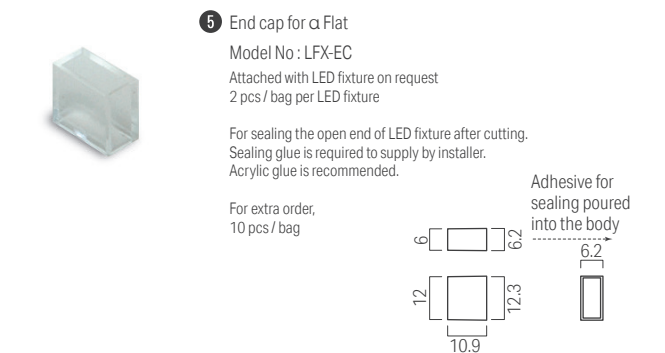 5 End cap for α Flat
Model No : LFX-EC
Attached with LED fixture on request
2 pcs / bag per LED fixture
For sealing the open end of LED fixture after cutting.
Sealing glue is required to supply by installer.
Acrylic glue is recommended.
For extra order,
10 pcs / bag
Adhesive for
sealing poured
into the body
6
6.2
6.2
12
12.3
10.9